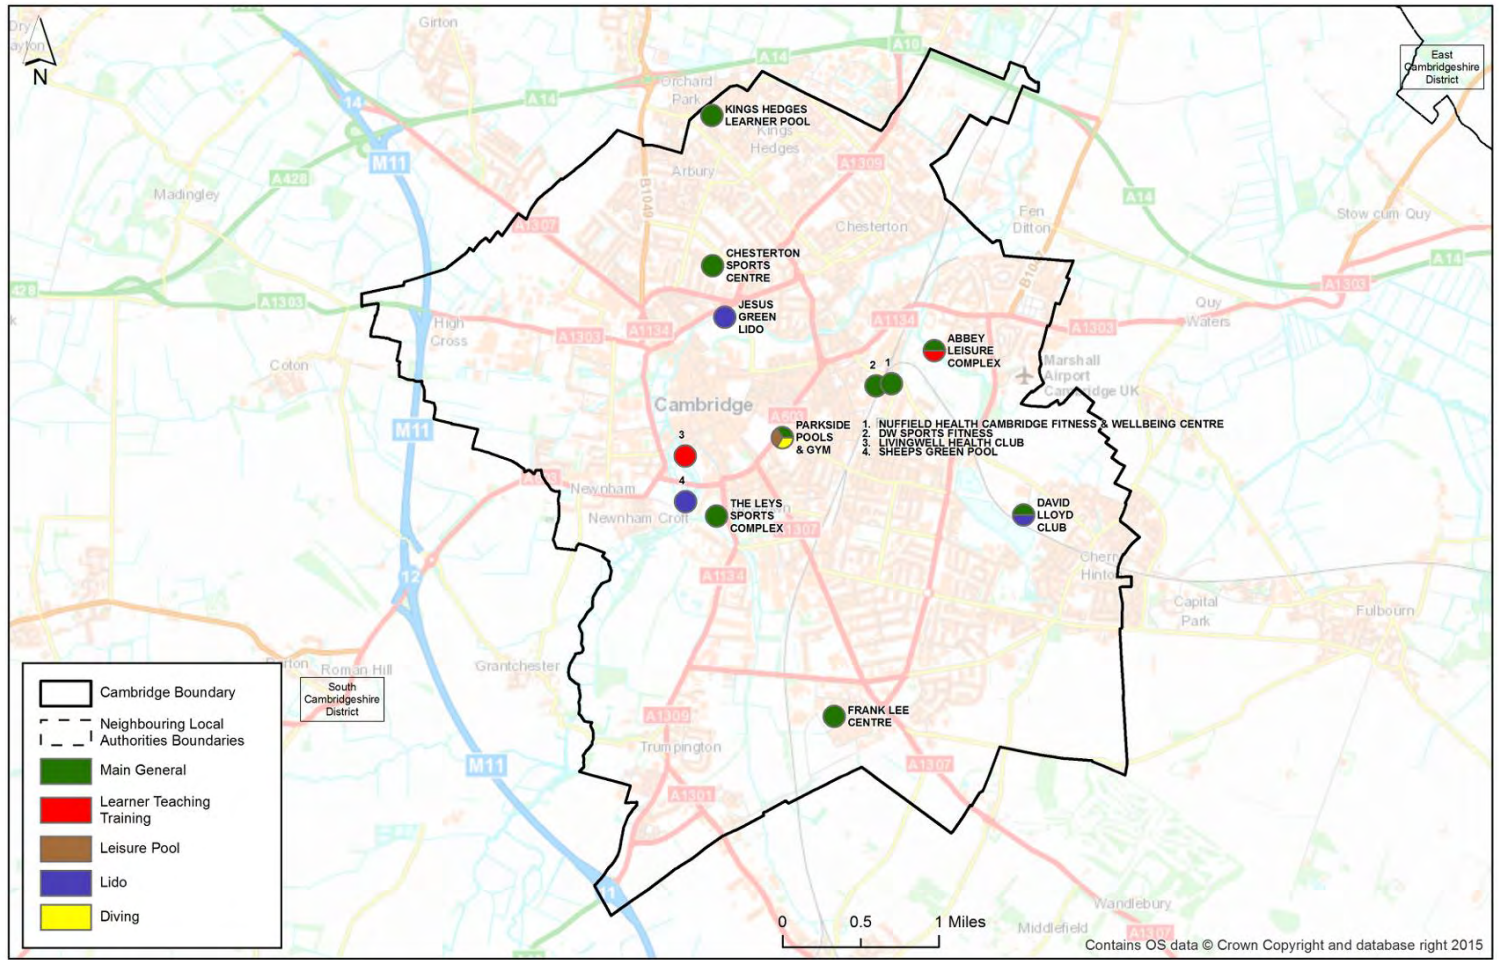 Girton
A10
A14
East
Cambridgeshire
District
N
Orchard
Park
A14
14
KINGS HEDGES
LEARNER POOL
Kings
Hedges
M11
A1309
Arbury
A428
B1049
Madingley
A14
Stow cum Quy
A1307
Chesterton
Fen
Ditton
CHESTERTON
SPORTS
CENTRE
A14
A1303
A1303
JESUS
GREEN
LIDO
Quy
Waters
High
Cross
A1303
A1134
A1134
A1303
ABBEY
LEISURE
COMPLEX
Coton
2 1
Marshall
Airport
Cambridge UK
Cambridge
A603
M11
3
PARKSIDE
POOLS
& GYM
1. NUFFIELD HEALTH CAMBRIDGE FITNESS & WELLBEING CENTRE
2. DW SPORTS FITNESS
3. LIVINGWELL HEALTH CLUB
4. SHEEPS GREEN POOL
4
Newnham
Newnham Croft
THE LEYS
SPORTS
COMPLEX
A1307
DAVID
LLOYD
CLUB
Cherry
Hinton
12
A1134
Capital
Park
Fulbourn
Grantchester
Roman Hill
South
Cambridgeshire
District
Cambridge Boundary
Neighbouring Local
Authorities Boundaries
Main General
Learner Teaching
Training
Leisure Pool
Lido
Diving
A1309
FRANK LEE
CENTRE
Trumpington
M11
A1307
A1301
11
Wandlebury
Middlefield
A1307
0 0.5 1 Miles
Contains OS data © Crown Copyright and database right 2015